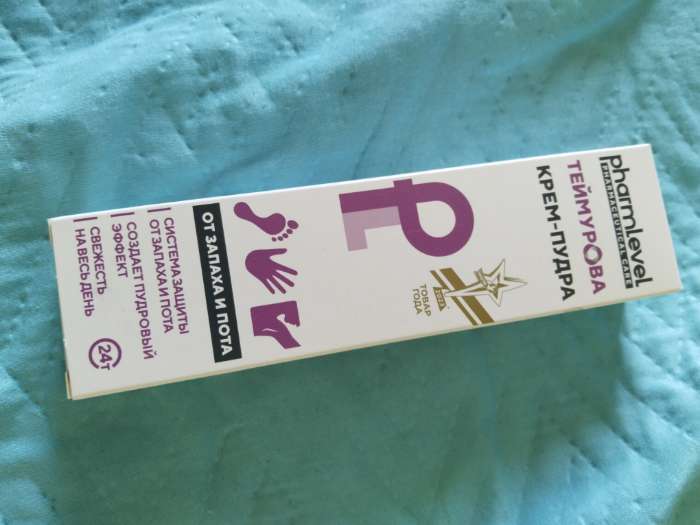 pharmLevel
PHARMACEUTICAL CARE
ТЕЙМУРОВА
КРЕМ-ПУДРА
ТОВАР
ГОДА
ОТ ЗАПАХА И ПОТА
СИСТЕМА ЗАЩИТЫ
ОТ ЗАПАХА И ПОТА
СОЗДАЕТ ПУДРОВЫЙ
ЭФФЕКТ
СВЕЖЕСТЬ
НА ВЕСЬ ДЕНЬ
24т